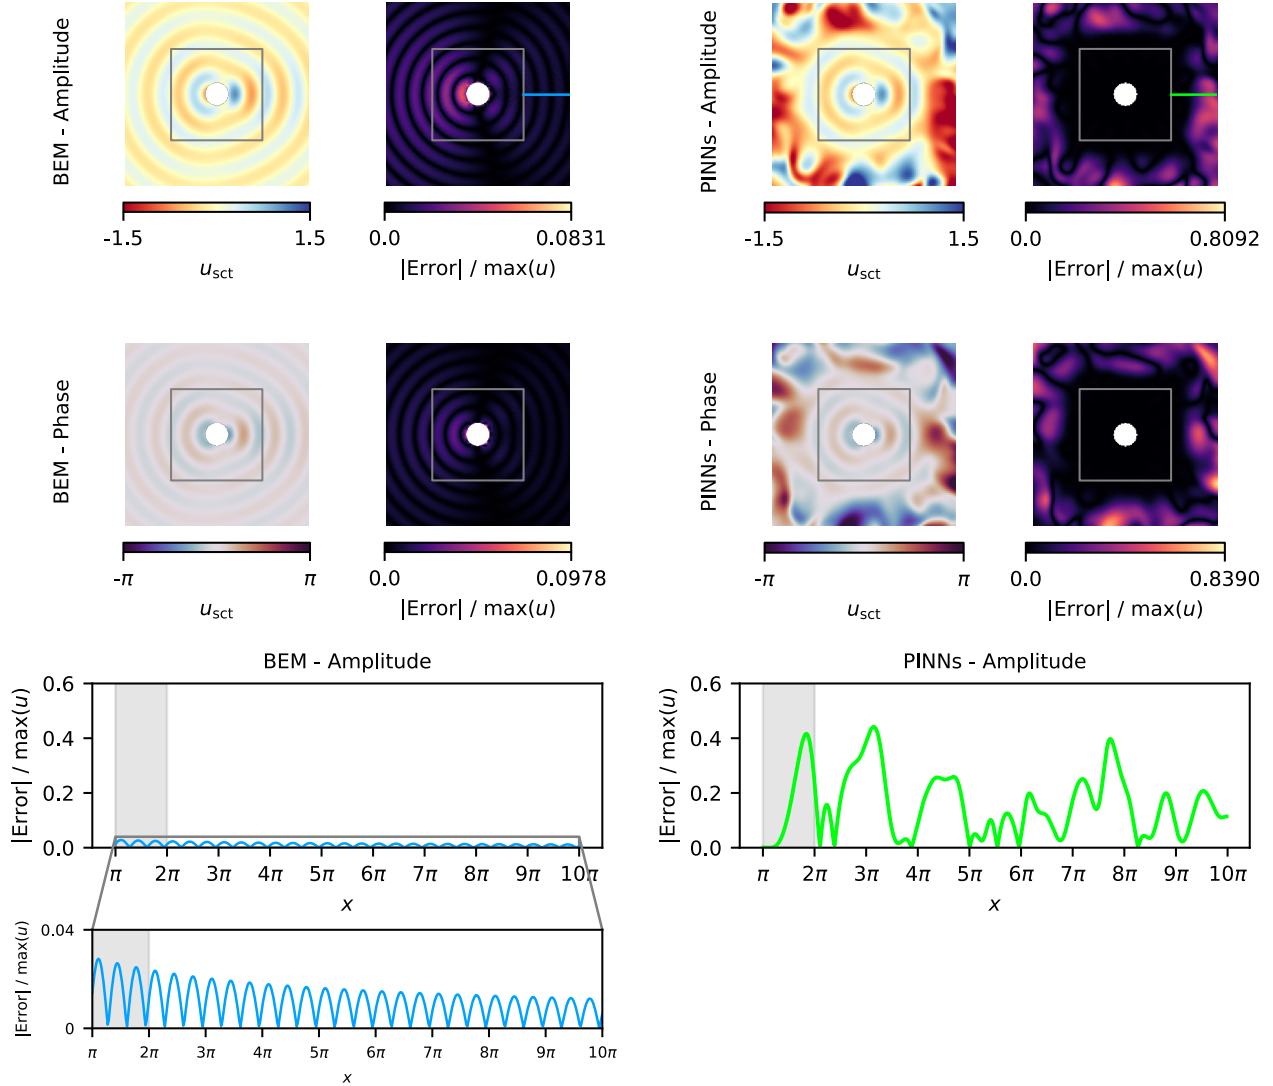 BEM - Amplitude
-1.5 1.5
u_sct
0.0 0.0831
|Error| / max(u)
PINNs - Amplitude
-1.5 1.5
u_sct
0.0 0.8092
|Error| / max(u)
BEM - Phase
-π π
u_sct
0.0 0.0978
|Error| / max(u)
PINNs - Phase
-π π
u_sct
0.0 0.8390
|Error| / max(u)
BEM - Amplitude
|Error| / max(u)
0.6
0.4
0.2
0.0
π 2π 3π 4π 5π 6π 7π 8π 9π 10π
x
PINNs - Amplitude
|Error| / max(u)
0.6
0.4
0.2
0.0
π 2π 3π 4π 5π 6π 7π 8π 9π 10π
x
|Error| / max(u)
0.04
0
π 2π 3π 4π 5π 6π 7π 8π 9π 10π
x